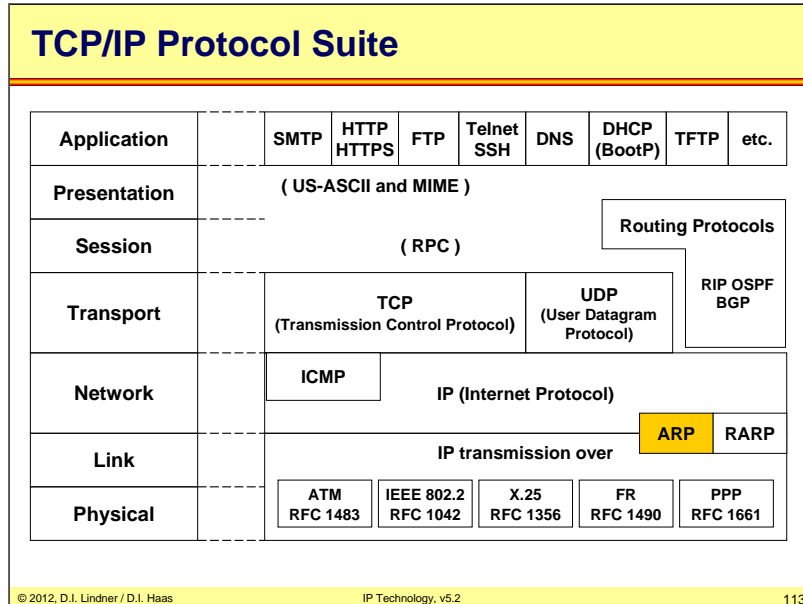 TCP/IP Protocol Suite
Application
SMTP
HTTP
HTTPS
FTP
Telnet
SSH
DNS
DHCP
(BootP)
TFTP
etc.
Presentation
( US-ASCII and MIME )
Session
( RPC )
Routing Protocols
RIP OSPF
BGP
Transport
TCP
(Transmission Control Protocol)
UDP
(User Datagram
Protocol)
Network
ICMP
IP (Internet Protocol)
ARP
RARP
Link
IP transmission over
Physical
ATM
RFC 1483
IEEE 802.2
RFC 1042
X.25
RFC 1356
FR
RFC 1490
PPP
RFC 1661
© 2012, D.I. Lindner / D.I. Haas
IP Technology, v5.2
113